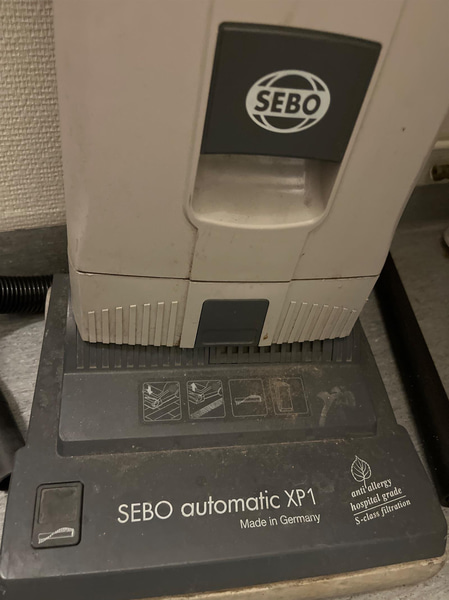 SEBO
SEBO automatic XP1
Made in Germany
anti allergy
hospital grade
S-class filtration